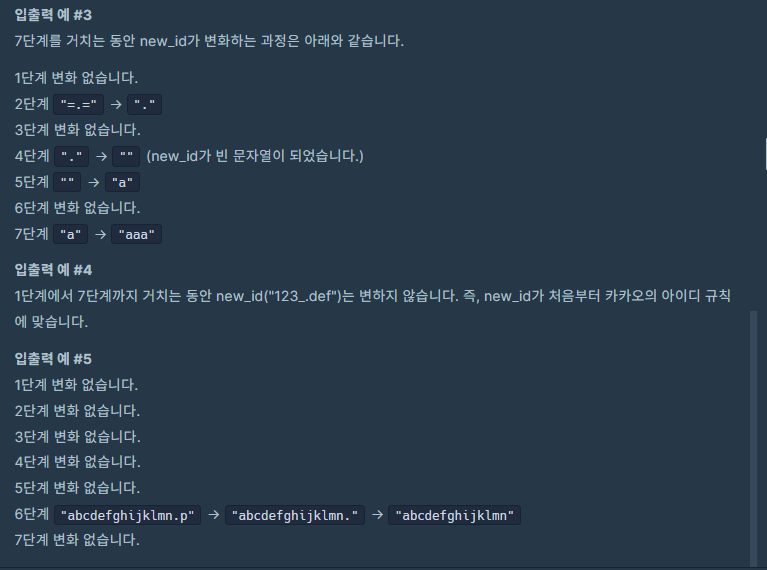 입출력 예 #3
7단계를 거치는 동안 new_id가 변화하는 과정은 아래와 같습니다.
1단계 변화 없습니다.
2단계 "=.=" → "."
3단계 변화 없습니다.
4단계 "." → "" (new_id가 빈 문자열이 되었습니다.)
5단계 "" → "a"
6단계 변화 없습니다.
7단계 "a" → "aaa"
입출력 예 #4
1단계에서 7단계까지 거치는 동안 new_id("123_.def")는 변하지 않습니다. 즉, new_id가 처음부터 카카오의 아이디 규칙
에 맞습니다.
입출력 예 #5
1단계 변화 없습니다.
2단계 변화 없습니다.
3단계 변화 없습니다.
4단계 변화 없습니다.
5단계 변화 없습니다.
6단계 "abcdefghijklmn.p" → "abcdefghijklmn." → "abcdefghijklmn"
7단계 변화 없습니다.